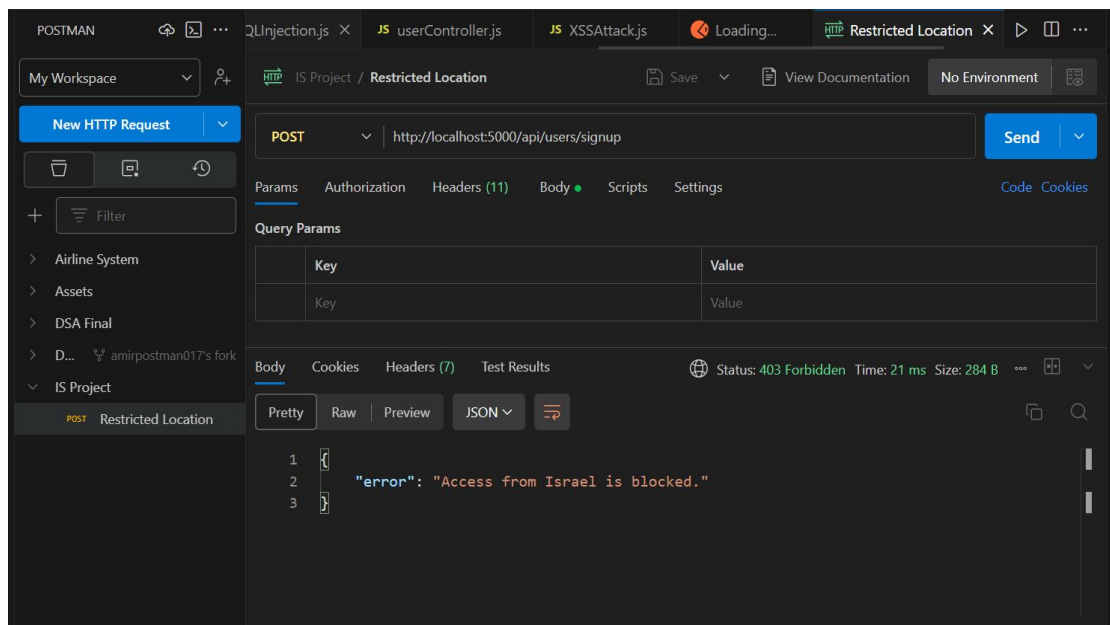 POSTMAN
QLInjection.js
JS userController.js
JS XSSAttack.js
Loading...
HTTP Restricted Location
My Workspace
HTTP IS Project / Restricted Location
Save
View Documentation
No Environment
New HTTP Request
POST
http://localhost:5000/api/users/signup
Send
Params Authorization Headers (11) Body Scripts Settings
Code Cookies
Filter
Query Params
Key Value
Key Value
Airline System
Assets
DSA Final
D... amirpostman017's fork
IS Project
POST Restricted Location
Body Cookies Headers (7) Test Results
Status: 403 Forbidden Time: 21 ms Size: 284 B
Pretty Raw Preview JSON
1 {
2 "error": "Access from Israel is blocked."
3 }